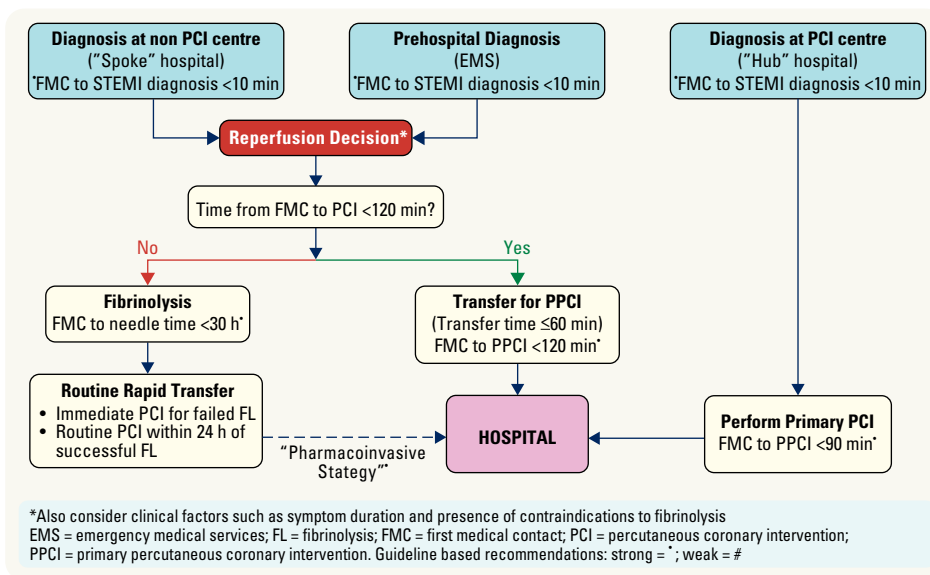 Diagnosis at non PCI centre
("Spoke" hospital)
•FMC to STEMI diagnosis <10 min
Prehospital Diagnosis
(EMS)
•FMC to STEMI diagnosis <10 min
Diagnosis at PCI centre
("Hub" hospital)
•FMC to STEMI diagnosis <10 min
Reperfusion Decision*
Time from FMC to PCI <120 min?
No
Yes
Fibrinolysis
FMC to needle time <30 h•
Transfer for PPCI
(Transfer time ≤60 min)
FMC to PPCI <120 min•
Routine Rapid Transfer
• Immediate PCI for failed FL
• Routine PCI within 24 h of
successful FL
"Pharmacoinvasive
Stategy"•
HOSPITAL
Perform Primary PCI
FMC to PPCI <90 min•
*Also consider clinical factors such as symptom duration and presence of contraindications to fibrinolysis
EMS = emergency medical services; FL = fibrinolysis; FMC = first medical contact; PCI = percutaneous coronary intervention;
PPCI = primary percutaneous coronary intervention. Guideline based recommendations: strong = •; weak = #